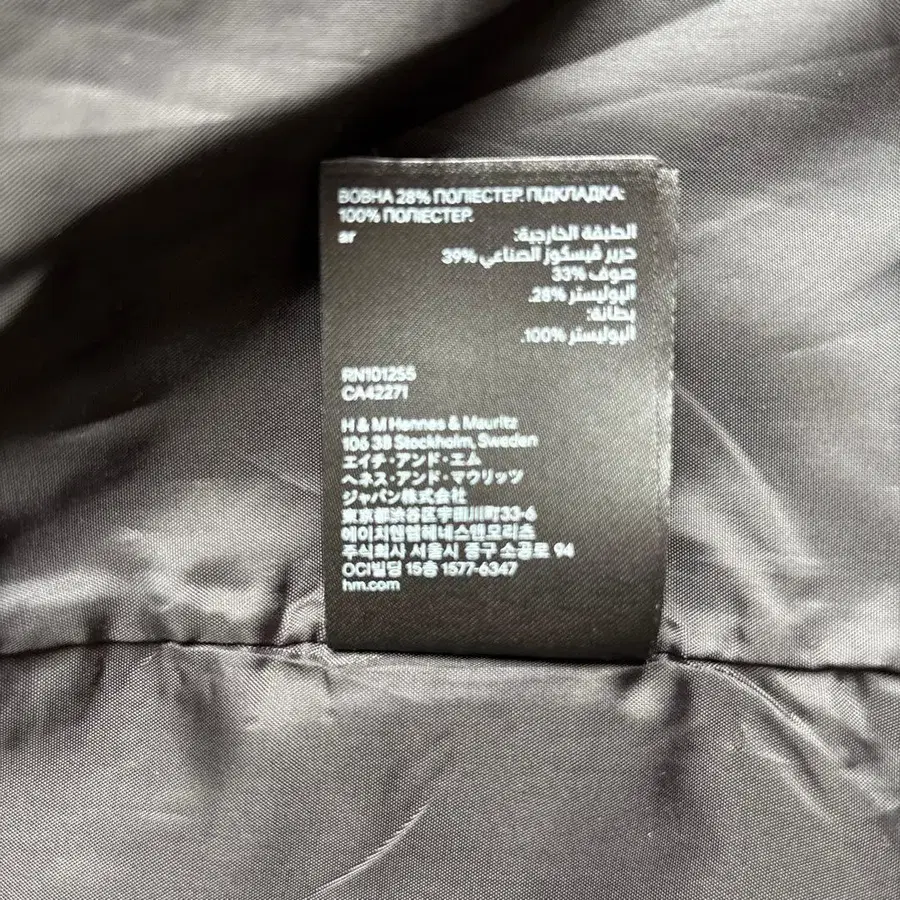 ВОВНА 28% ПОЛІЕСТЕР. ПІДКЛАДКА:
100% ПОЛІЕСТЕР.
ar
الطبقة الخارجية:
حرير فيسكوز الصناعي 39%
صوف 33%
البوليستر 28%.
بطانة:
البوليستر 100%.
RN101255
CA42271
H & M Hennes & Mauritz
106 38 Stockholm, Sweden
エイチ・アンド・エム
ヘネス・アンド・マウリッツ
ジャパン株式会社
東京都渋谷区宇田川町33-6
에이치앤엠헤네스앤모리츠
주식회사 서울시 중구 소공로 94
OCI빌딩 15층 1577-6347
hm.com